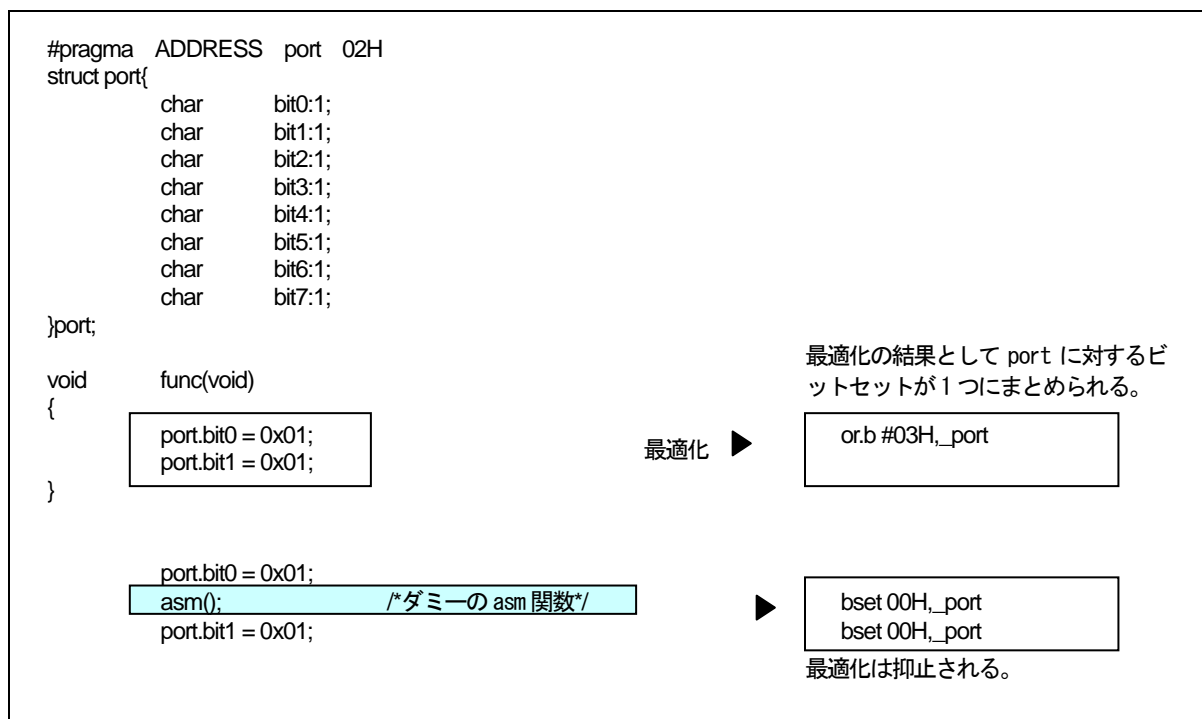 #pragma ADDRESS port 02H
struct port{
char bit0:1;
char bit1:1;
char bit2:1;
char bit3:1;
char bit4:1;
char bit5:1;
char bit6:1;
char bit7:1;
}port;
最適化の結果として port に対するビ
ットセットが1つにまとめられる。
void func(void)
{
port.bit0 = 0x01;
port.bit1 = 0x01;
}
最適化 ▶
or.b #03H,_port
port.bit0 = 0x01;
asm(); /*ダミーの asm 関数*/
port.bit1 = 0x01;
▶
bset 00H,_port
bset 00H,_port
最適化は抑止される。